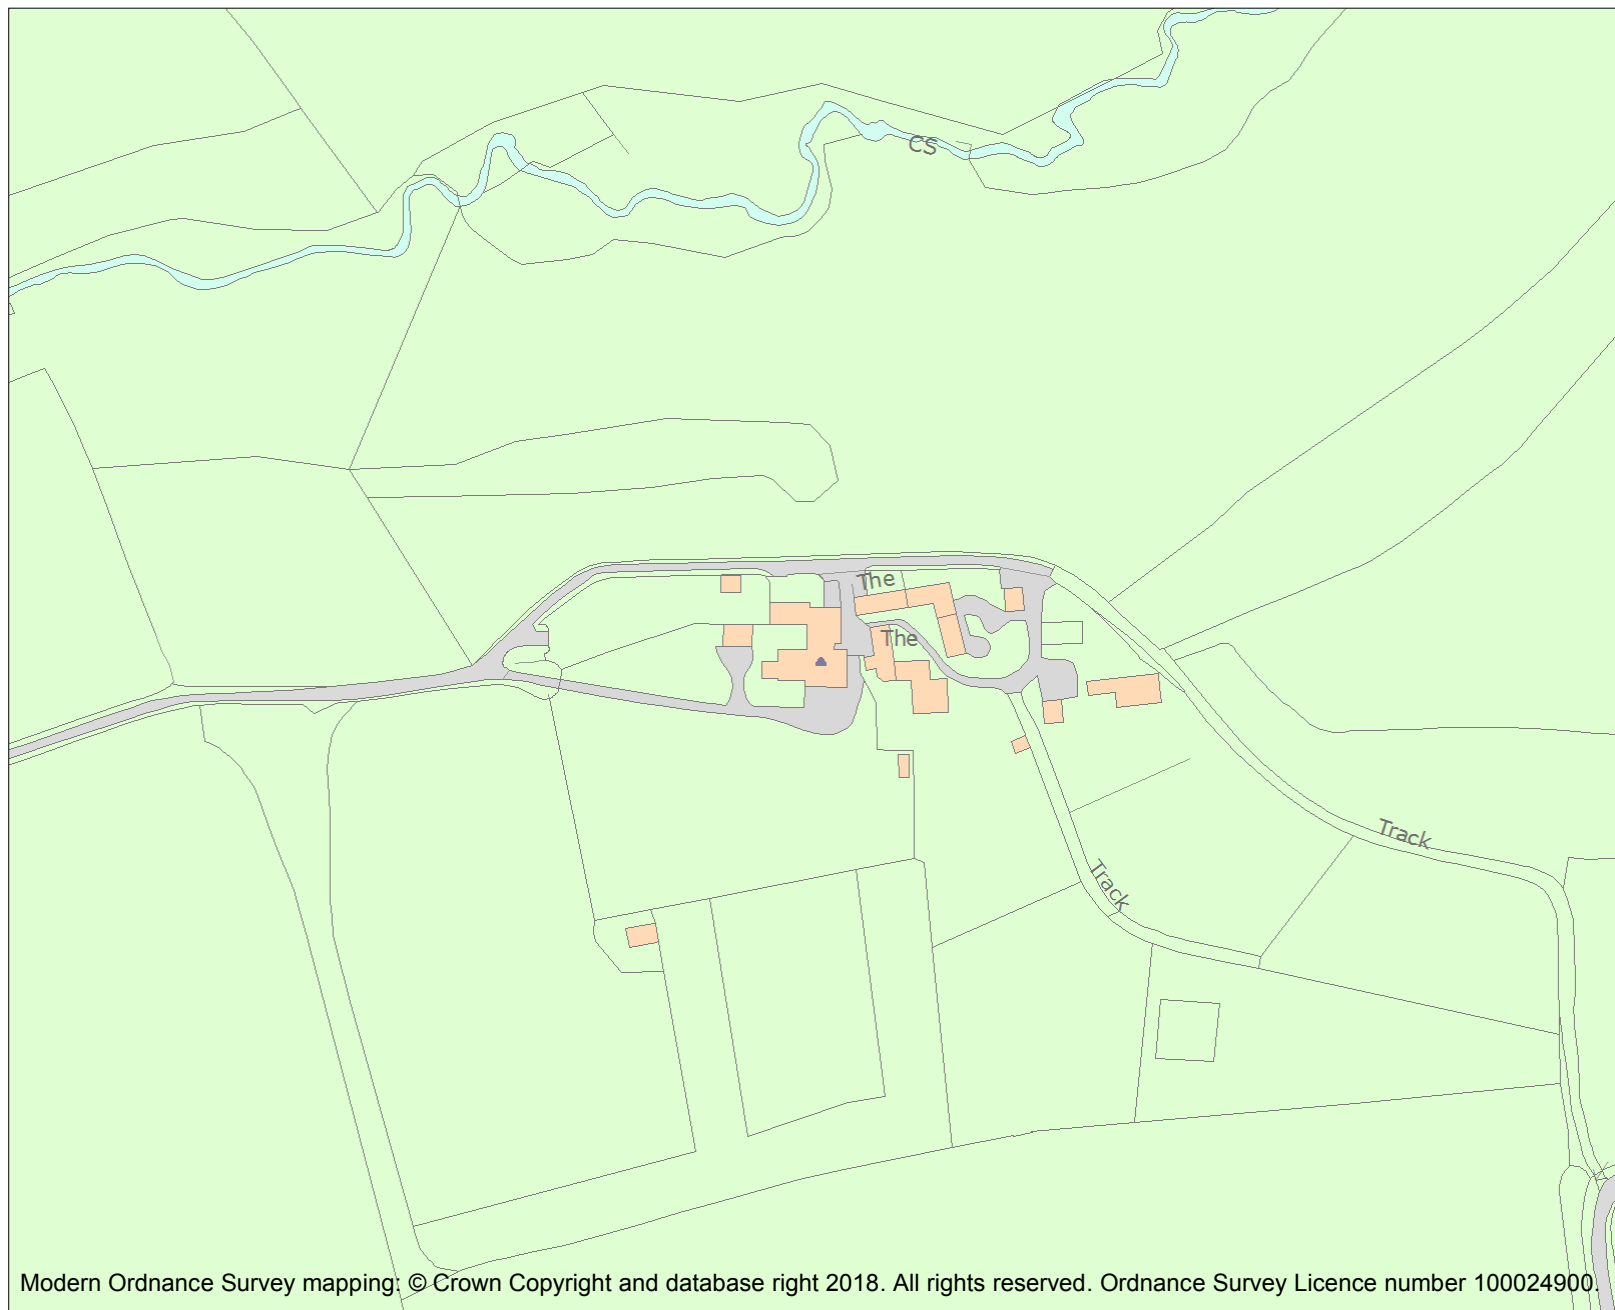 CS
The
The
Track
Track
Modern Ordnance Survey mapping: © Crown Copyright and database right 2018. All rights reserved. Ordnance Survey Licence number 100024900.